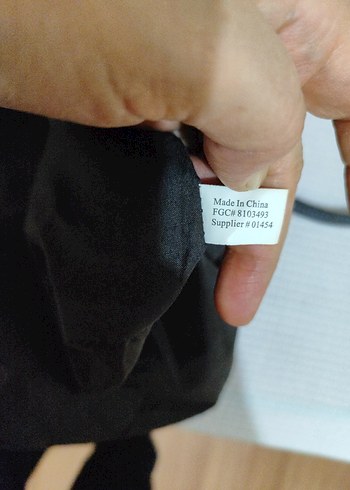 Made In China
FGC# 8103493
Supplier # 01454